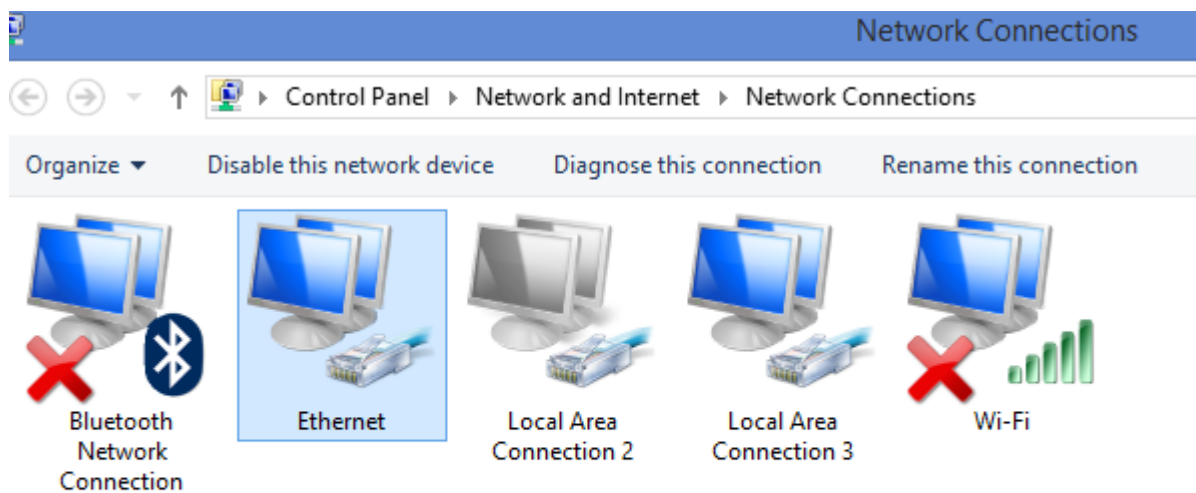 Network Connections
Control Panel Network and Internet Network Connections
Organize Disable this network device Diagnose this connection Rename this connection
Bluetooth
Network
Connection
Ethernet
Local Area
Connection 2
Local Area
Connection 3
Wi-Fi